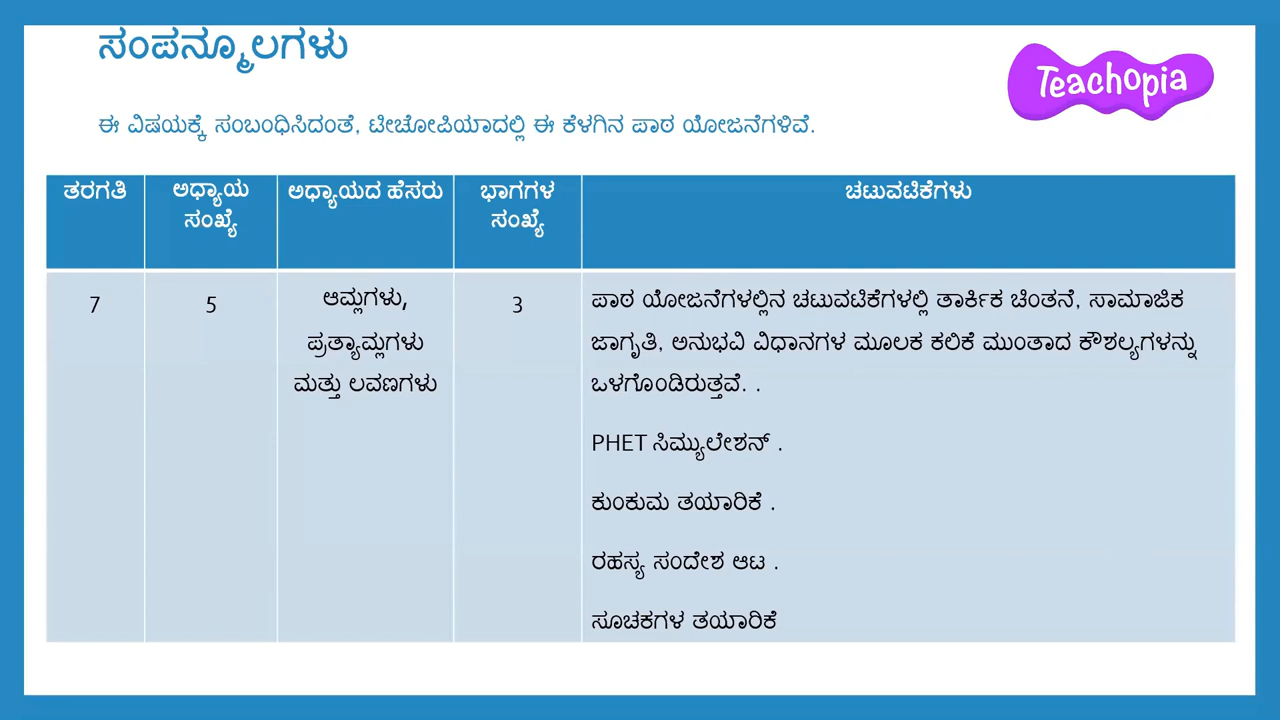 ಸಂಪನ್ಮೂಲಗಳು
Teachopia
ಈ ವಿಷಯಕ್ಕೆ ಸಂಬಂಧಿಸಿದಂತೆ, ಟೀಚೋಪಿಯಾದಲ್ಲಿ ಈ ಕೆಳಗಿನ ಪಾಠ ಯೋಜನೆಗಳಿವೆ.
ತರಗತಿ
ಅಧ್ಯಾಯ
ಸಂಖ್ಯೆ
ಅಧ್ಯಾಯದ ಹೆಸರು
ಭಾಗಗಳ
ಸಂಖ್ಯೆ
ಚಟುವಟಿಕೆಗಳು
7
5
ಆಮ್ಲಗಳು,
ಪ್ರತ್ಯಾಮ್ಲಗಳು
ಮತ್ತು ಲವಣಗಳು
3
ಪಾಠ ಯೋಜನೆಗಳಲ್ಲಿನ ಚಟುವಟಿಕೆಗಳಲ್ಲಿ ತಾರ್ಕಿಕ ಚಿಂತನೆ, ಸಾಮಾಜಿಕ
ಜಾಗೃತಿ, ಅನುಭವಿ ವಿಧಾನಗಳ ಮೂಲಕ ಕಲಿಕೆ ಮುಂತಾದ ಕೌಶಲ್ಯಗಳನ್ನು
ಒಳಗೊಂಡಿರುತ್ತವೆ. .
PHET ಸಿಮ್ಯುಲೇಶನ್ .
ಕುಂಕುಮ ತಯಾರಿಕೆ .
ರಹಸ್ಯ ಸಂದೇಶ ಆಟ .
ಸೂಚಕಗಳ ತಯಾರಿಕೆ